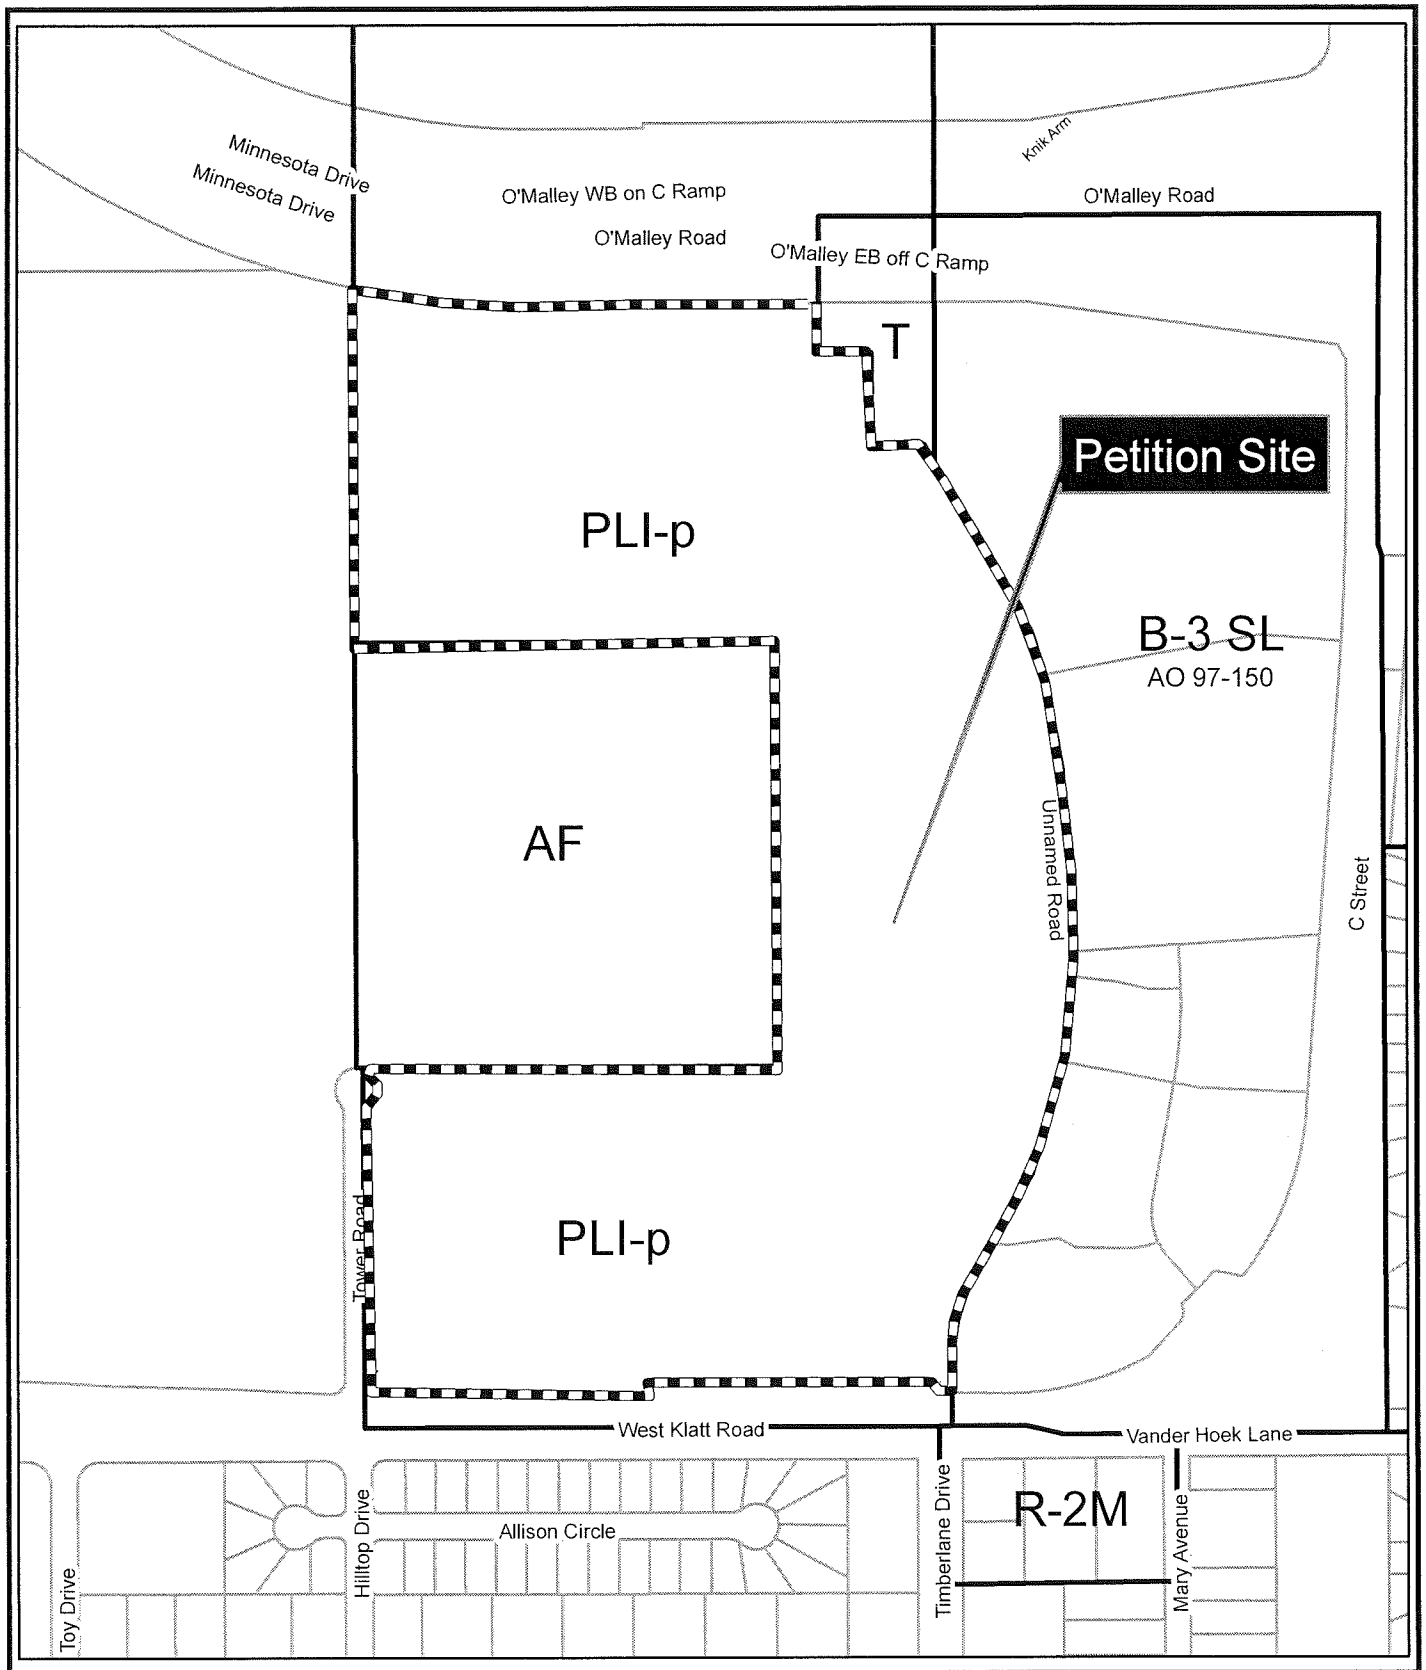 Minnesota Drive
Minnesota Drive
O'Malley WB on C Ramp
O'Malley Road
O'Malley EB off C Ramp
Knik Arm
O'Malley Road
T
Petition Site
PLI-p
B-3 SL
AO 97-150
AF
Unnamed Road
C Street
PLI-p
Tower Road
West Klatt Road
Vander Hoek Lane
R-2M
Allison Circle
Toy Drive
Hilltop Drive
Timberlane Drive
Mary Avenue